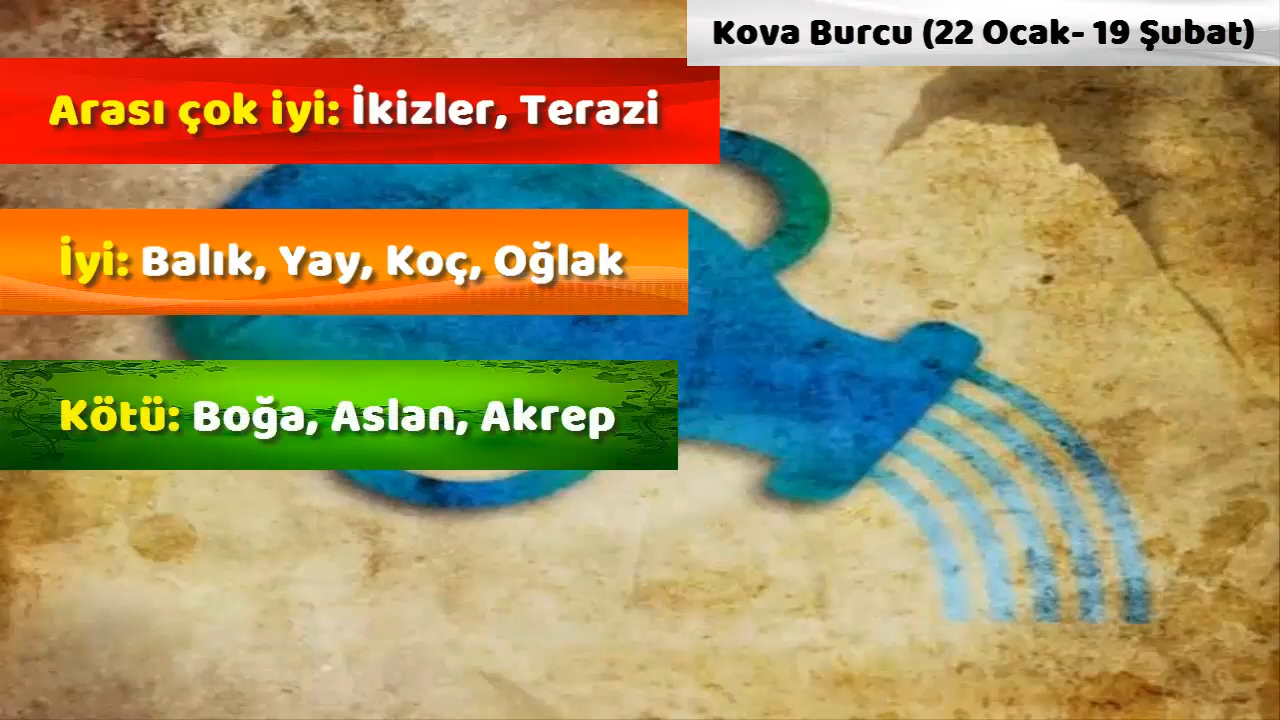 Kova Burcu (22 Ocak- 19 Şubat)
Arası çok iyi: İkizler, Terazi
İyi: Balık, Yay, Koç, Oğlak
Kötü: Boğa, Aslan, Akrep